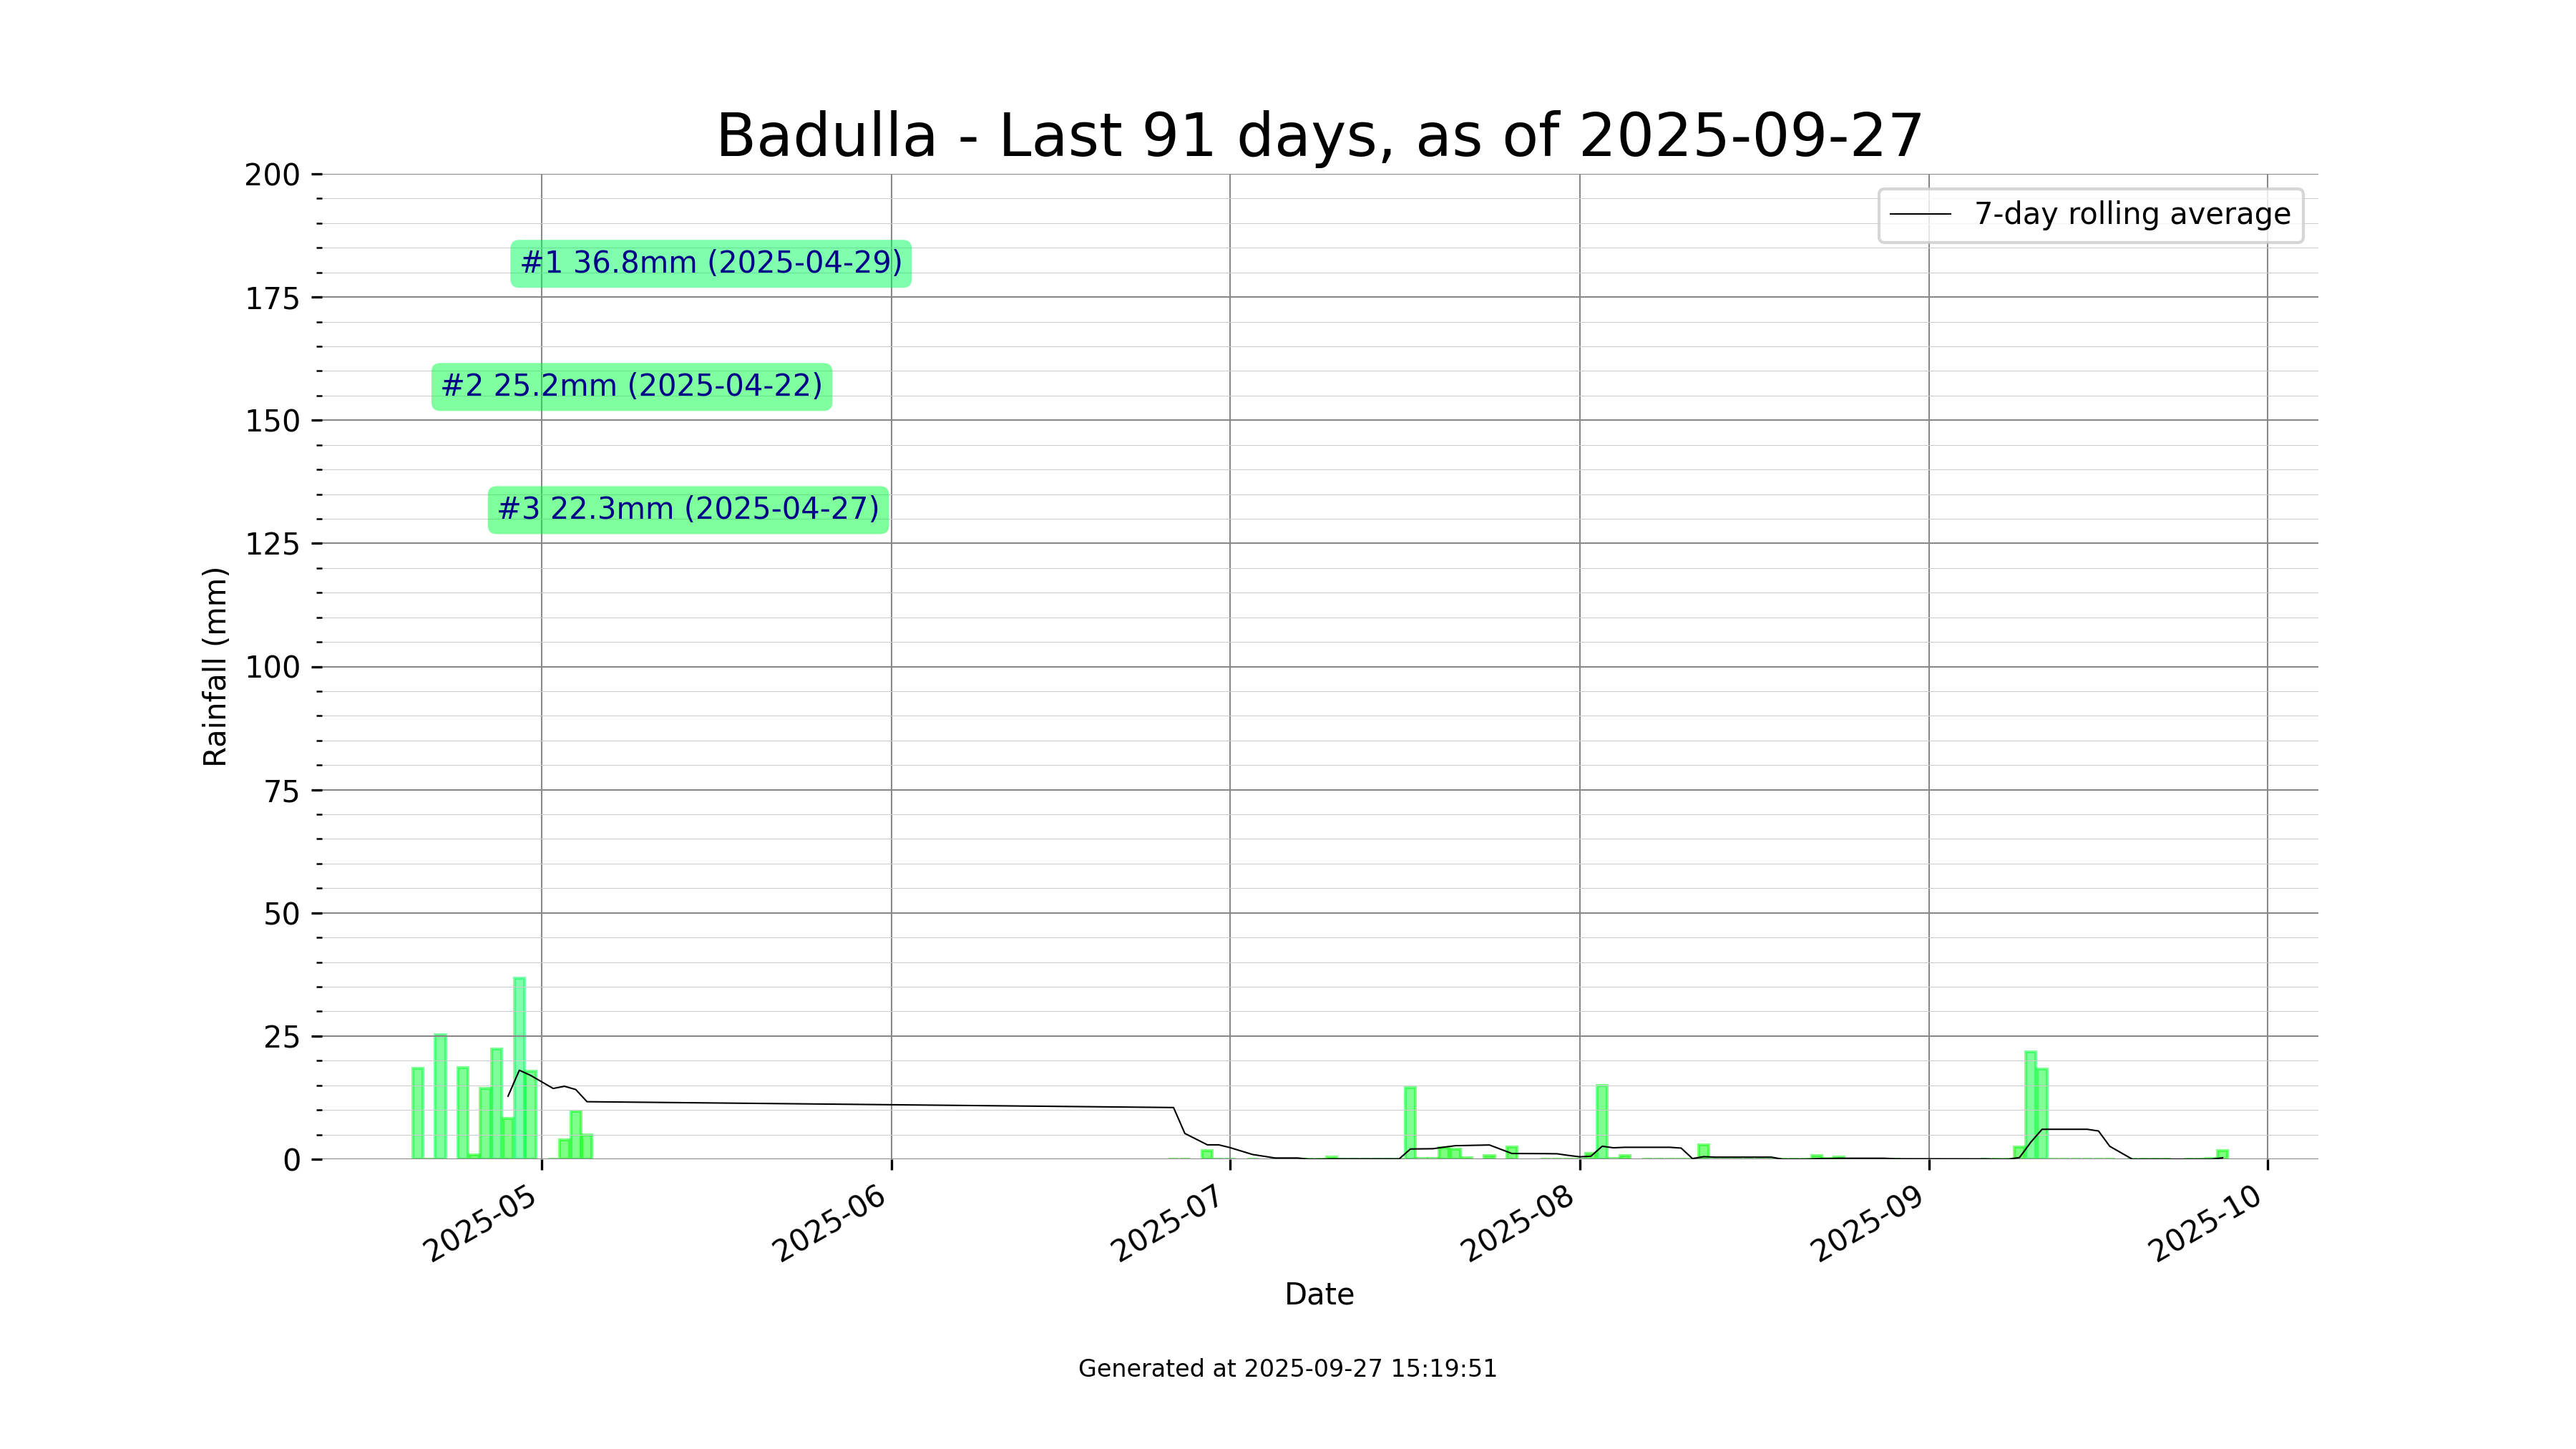 Badulla - Last 91 days, as of 2025-09-27
7-day rolling average
#1 36.8mm (2025-04-29)
#2 25.2mm (2025-04-22)
#3 22.3mm (2025-04-27)
Rainfall (mm)
200
175
150
125
100
75
50
25
0
2025-05
2025-06
2025-07
2025-08
2025-09
2025-10
Date
Generated at 2025-09-27 15:19:51